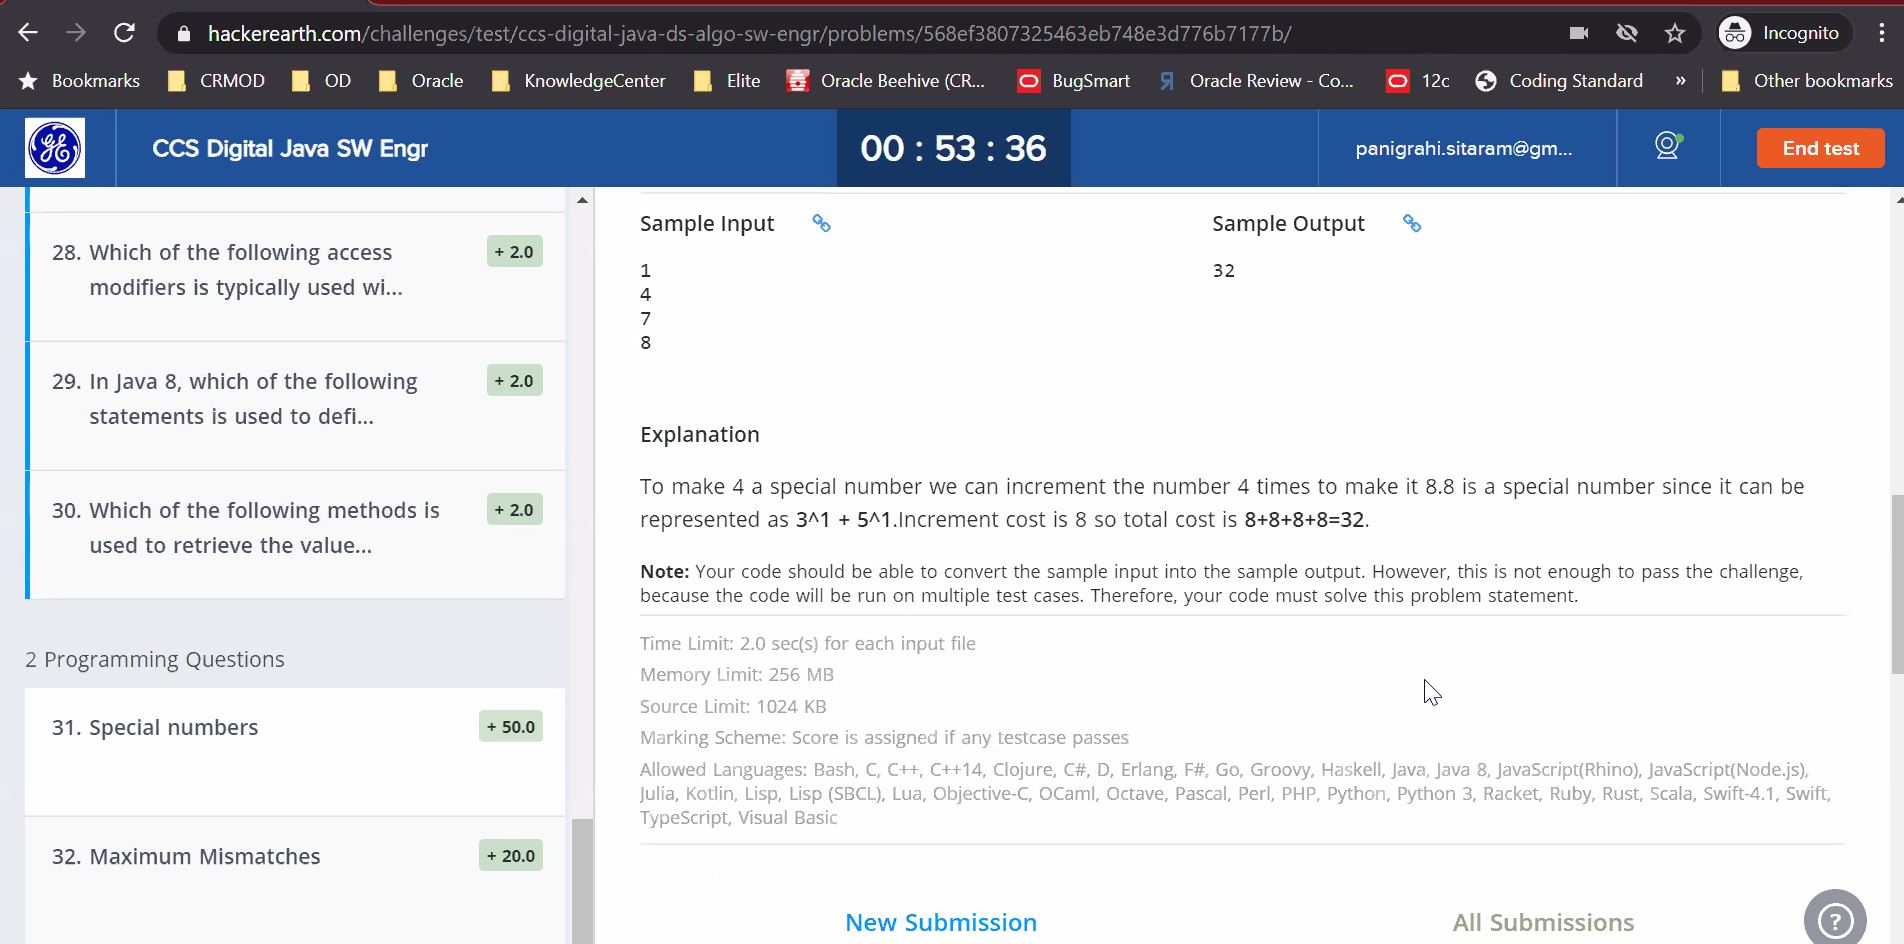 hackerearth.com/challenges/test/ccs-digital-java-ds-algo-sw-engr/problems/568ef3807325463eb748e3d776b7177b/
Incognito
Bookmarks CRMOD OD Oracle KnowledgeCenter Elite Oracle Beehive (CR... BugSmart Oracle Review - Co... 12c Coding Standard » Other bookmarks
CCS Digital Java SW Engr
00 : 53 : 36
panigrahi.sitaram@gm...
End test
28. Which of the following access
modifiers is typically used wi...
+ 2.0
29. In Java 8, which of the following
statements is used to defi...
+ 2.0
30. Which of the following methods is
used to retrieve the value...
+ 2.0
2 Programming Questions
31. Special numbers
+ 50.0
32. Maximum Mismatches
+ 20.0
Sample Input
1
4
7
8
Sample Output
32
Explanation
To make 4 a special number we can increment the number 4 times to make it 8.8 is a special number since it can be
represented as 3^1 + 5^1.Increment cost is 8 so total cost is 8+8+8+8=32.
Note: Your code should be able to convert the sample input into the sample output. However, this is not enough to pass the challenge,
because the code will be run on multiple test cases. Therefore, your code must solve this problem statement.
Time Limit: 2.0 sec(s) for each input file
Memory Limit: 256 MB
Source Limit: 1024 KB
Marking Scheme: Score is assigned if any testcase passes
Allowed Languages: Bash, C, C++, C++14, Clojure, C#, D, Erlang, F#, Go, Groovy, Haskell, Java, Java 8, JavaScript(Rhino), JavaScript(Node.js),
Julia, Kotlin, Lisp, Lisp (SBCL), Lua, Objective-C, OCaml, Octave, Pascal, Perl, PHP, Python, Python 3, Racket, Ruby, Rust, Scala, Swift-4.1, Swift,
TypeScript, Visual Basic
New Submission
All Submissions
?